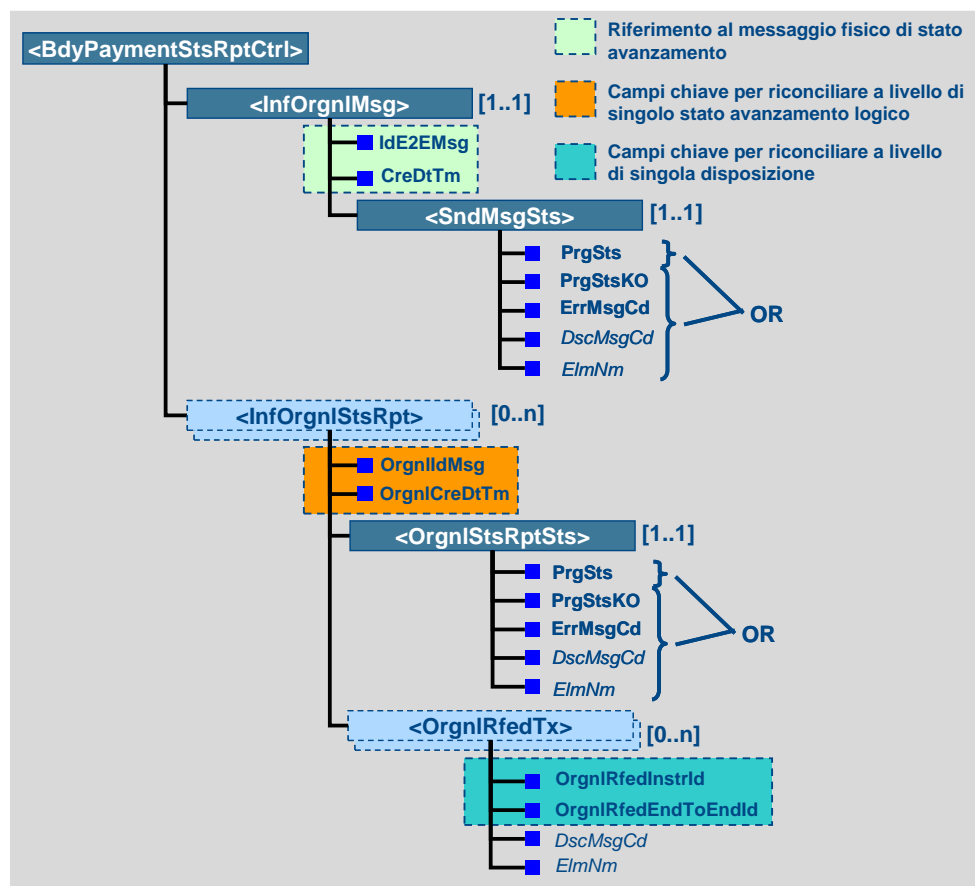 <BdyPaymentStsRptCtrl>
Riferimento al messaggio fisico di stato
avanzamento
<InfOrgnlMsg> [1..1]
Campi chiave per riconciliare a livello di
singolo stato avanzamento logico
IdE2EMsg
CreDtTm
Campi chiave per riconciliare a livello
di singola disposizione
<SndMsgSts> [1..1]
PrgSts
PrgStsKO
ErrMsgCd
DscMsgCd
ElmNm
OR
<InfOrgnlStsRpt> [0..n]
OrgnlIdMsg
OrgnlCreDtTm
<OrgnlStsRptSts> [1..1]
PrgSts
PrgStsKO
ErrMsgCd
DscMsgCd
ElmNm
OR
<OrgnlRfedTx> [0..n]
OrgnlRfedInstrId
OrgnlRfedEndToEndId
DscMsgCd
ElmNm